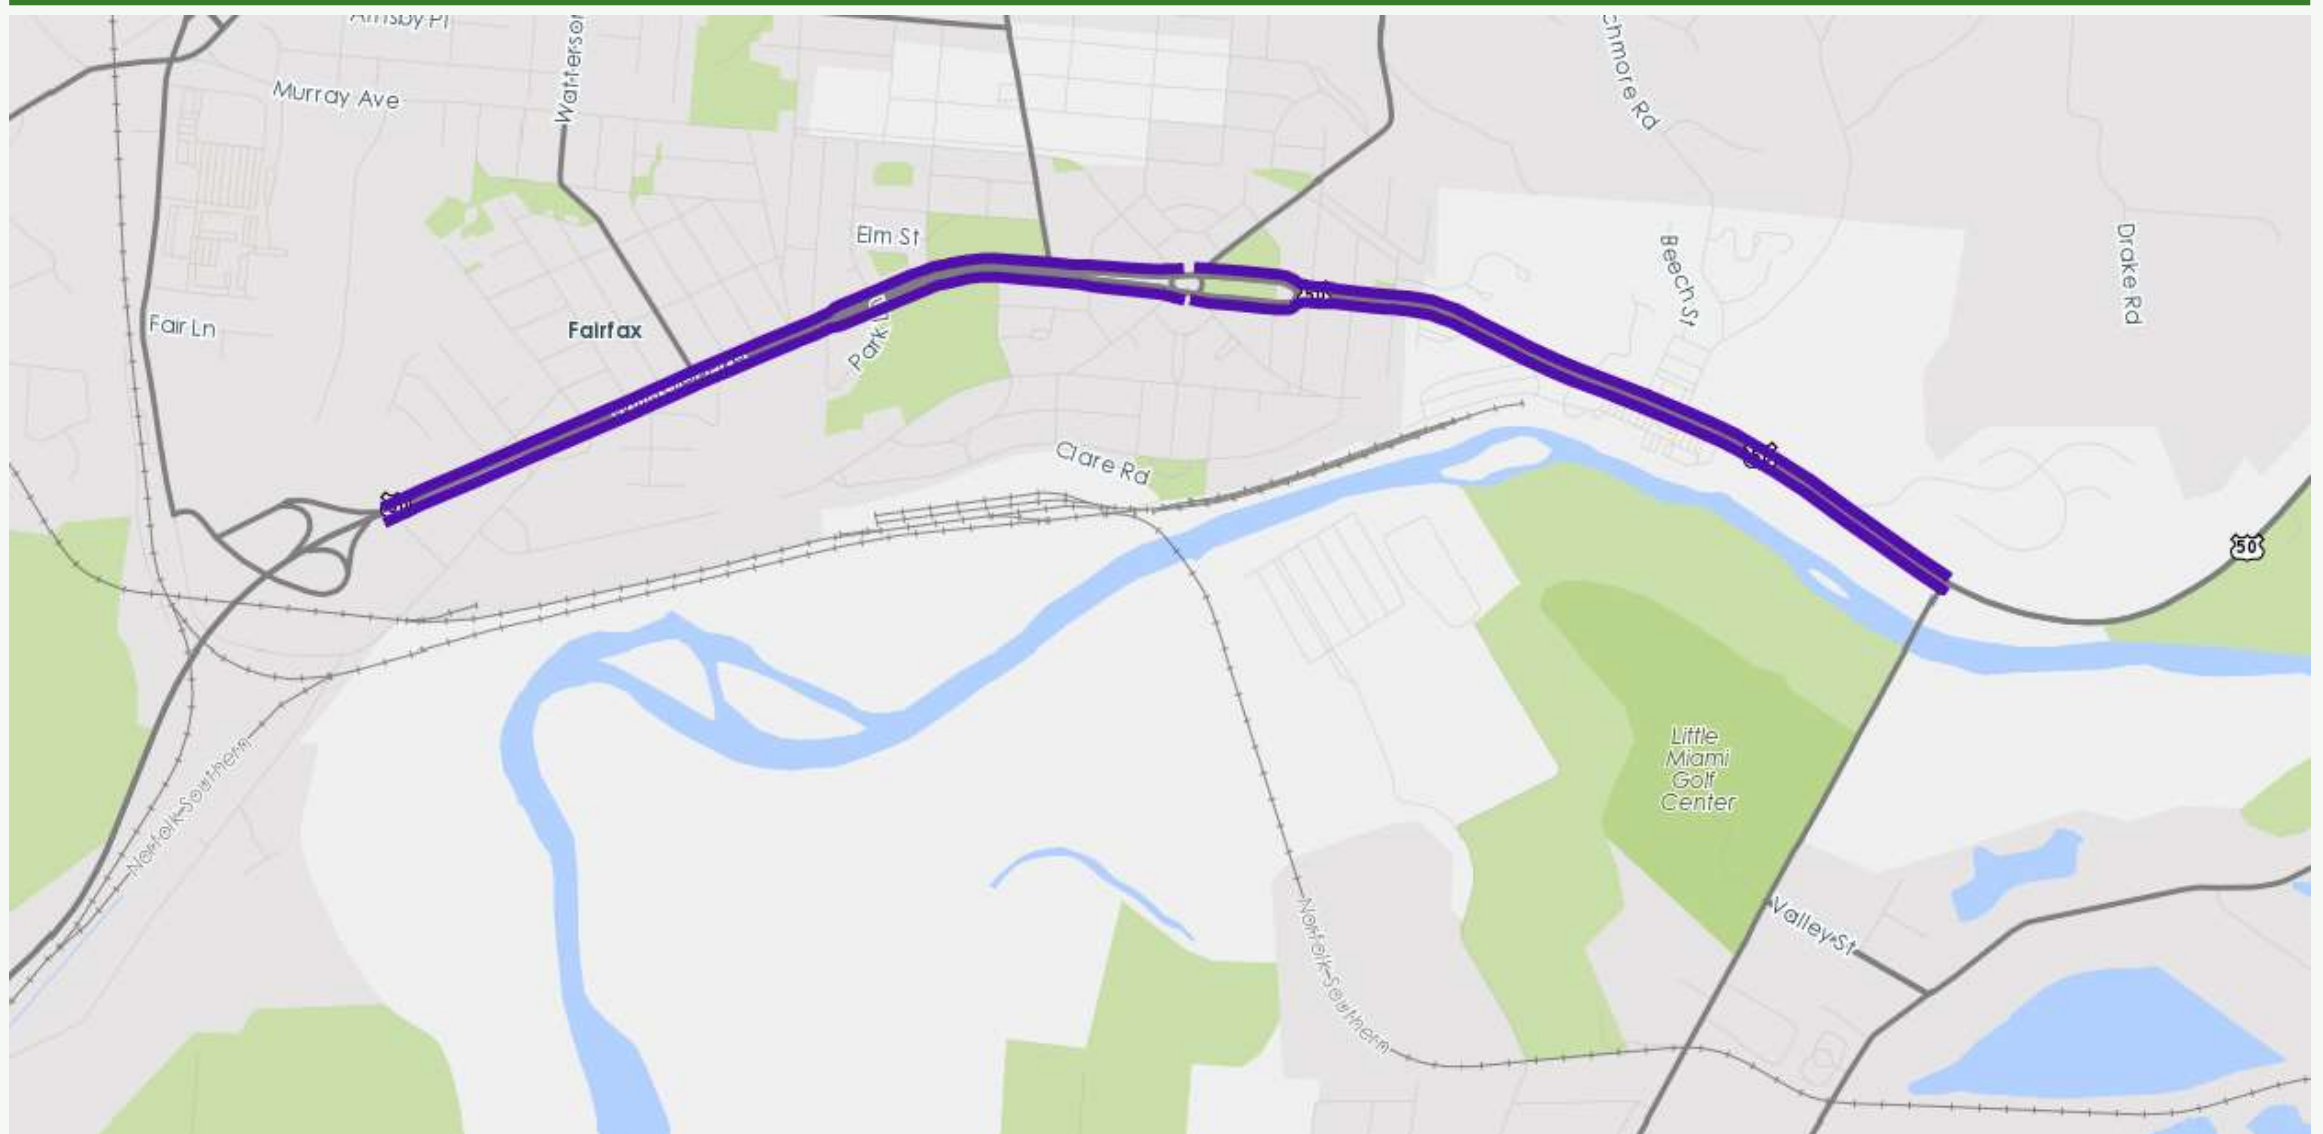 Murray Ave
Elm St
Beech St
Drake Rd
Fair Ln
Fairfax
Clare Rd
50
Little
Miami
Golf
Center
Norfolk-Southern
Valley St
Norfolk-Southern